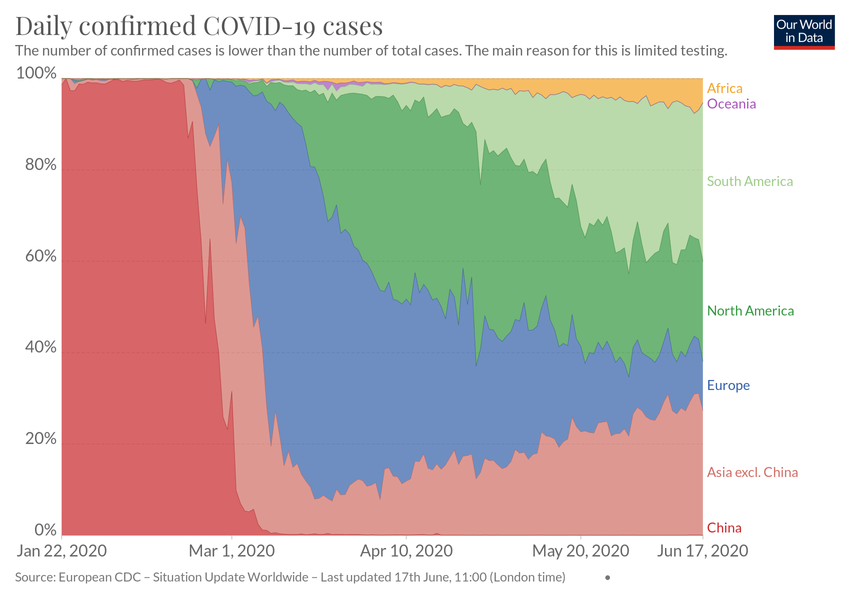 Daily confirmed COVID-19 cases
Our World
in Data
The number of confirmed cases is lower than the number of total cases. The main reason for this is limited testing.
100%
Africa
Oceania
80%
South America
60%
North America
40%
Europe
20%
Asia excl. China
0%
China
Jan 22, 2020
Mar 1, 2020
Apr 10, 2020
May 20, 2020
Jun 17, 2020
Source: European CDC – Situation Update Worldwide – Last updated 17th June, 11:00 (London time)